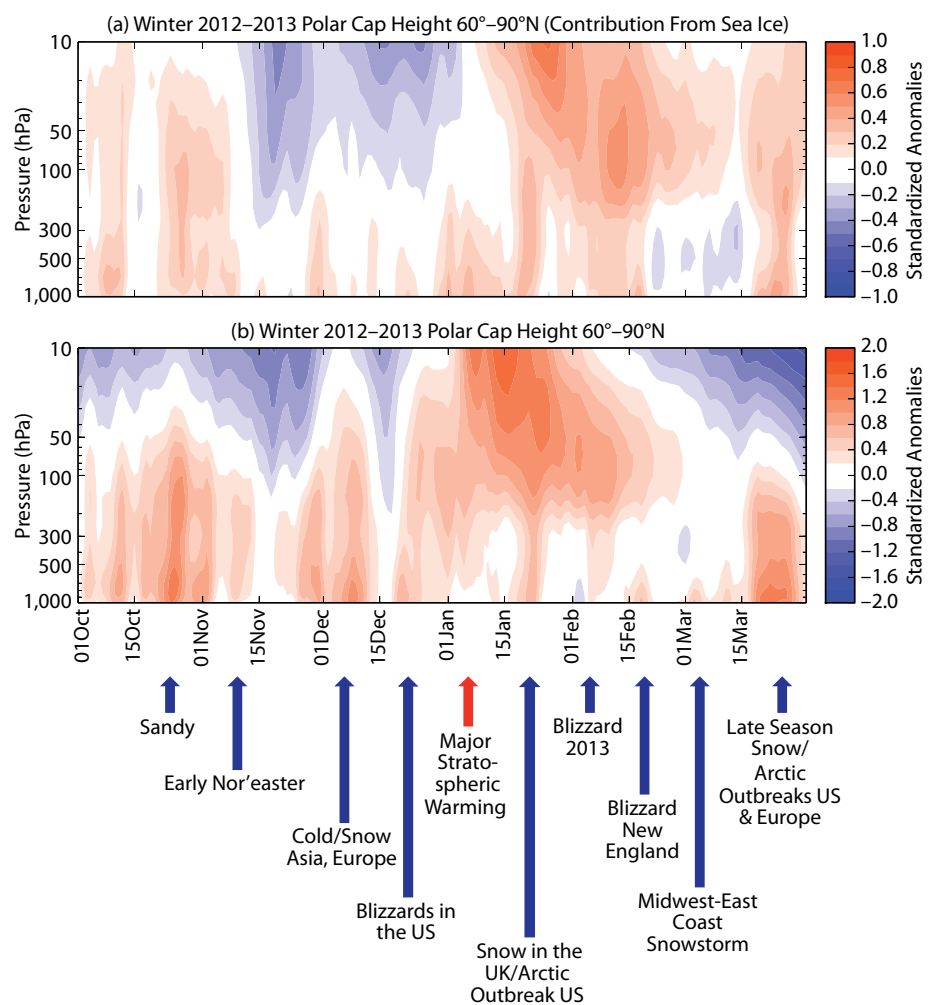 (a) Winter 2012–2013 Polar Cap Height 60°–90°N (Contribution From Sea Ice)
10
50
100
300
500
1,000
Pressure (hPa)
1.0
0.8
0.6
0.4
0.2
0.0
−0.2
−0.4
−0.6
−0.8
−1.0
Standardized Anomalies
(b) Winter 2012–2013 Polar Cap Height 60°–90°N
10
50
100
300
500
1,000
Pressure (hPa)
2.0
1.6
1.2
0.8
0.4
0.0
−0.4
−0.8
−1.2
−1.6
−2.0
Standardized Anomalies
01Oct
15Oct
01Nov
15Nov
01Dec
15Dec
01Jan
15Jan
01Feb
15Feb
01Mar
15Mar
Sandy
Early Nor’easter
Cold/Snow
Asia, Europe
Blizzards in
the US
Major
Strato-
spheric
Warming
Snow in the
UK/Arctic
Outbreak US
Blizzard
2013
Blizzard
New
England
Midwest-East
Coast
Snowstorm
Late Season
Snow/
Arctic
Outbreaks US
& Europe